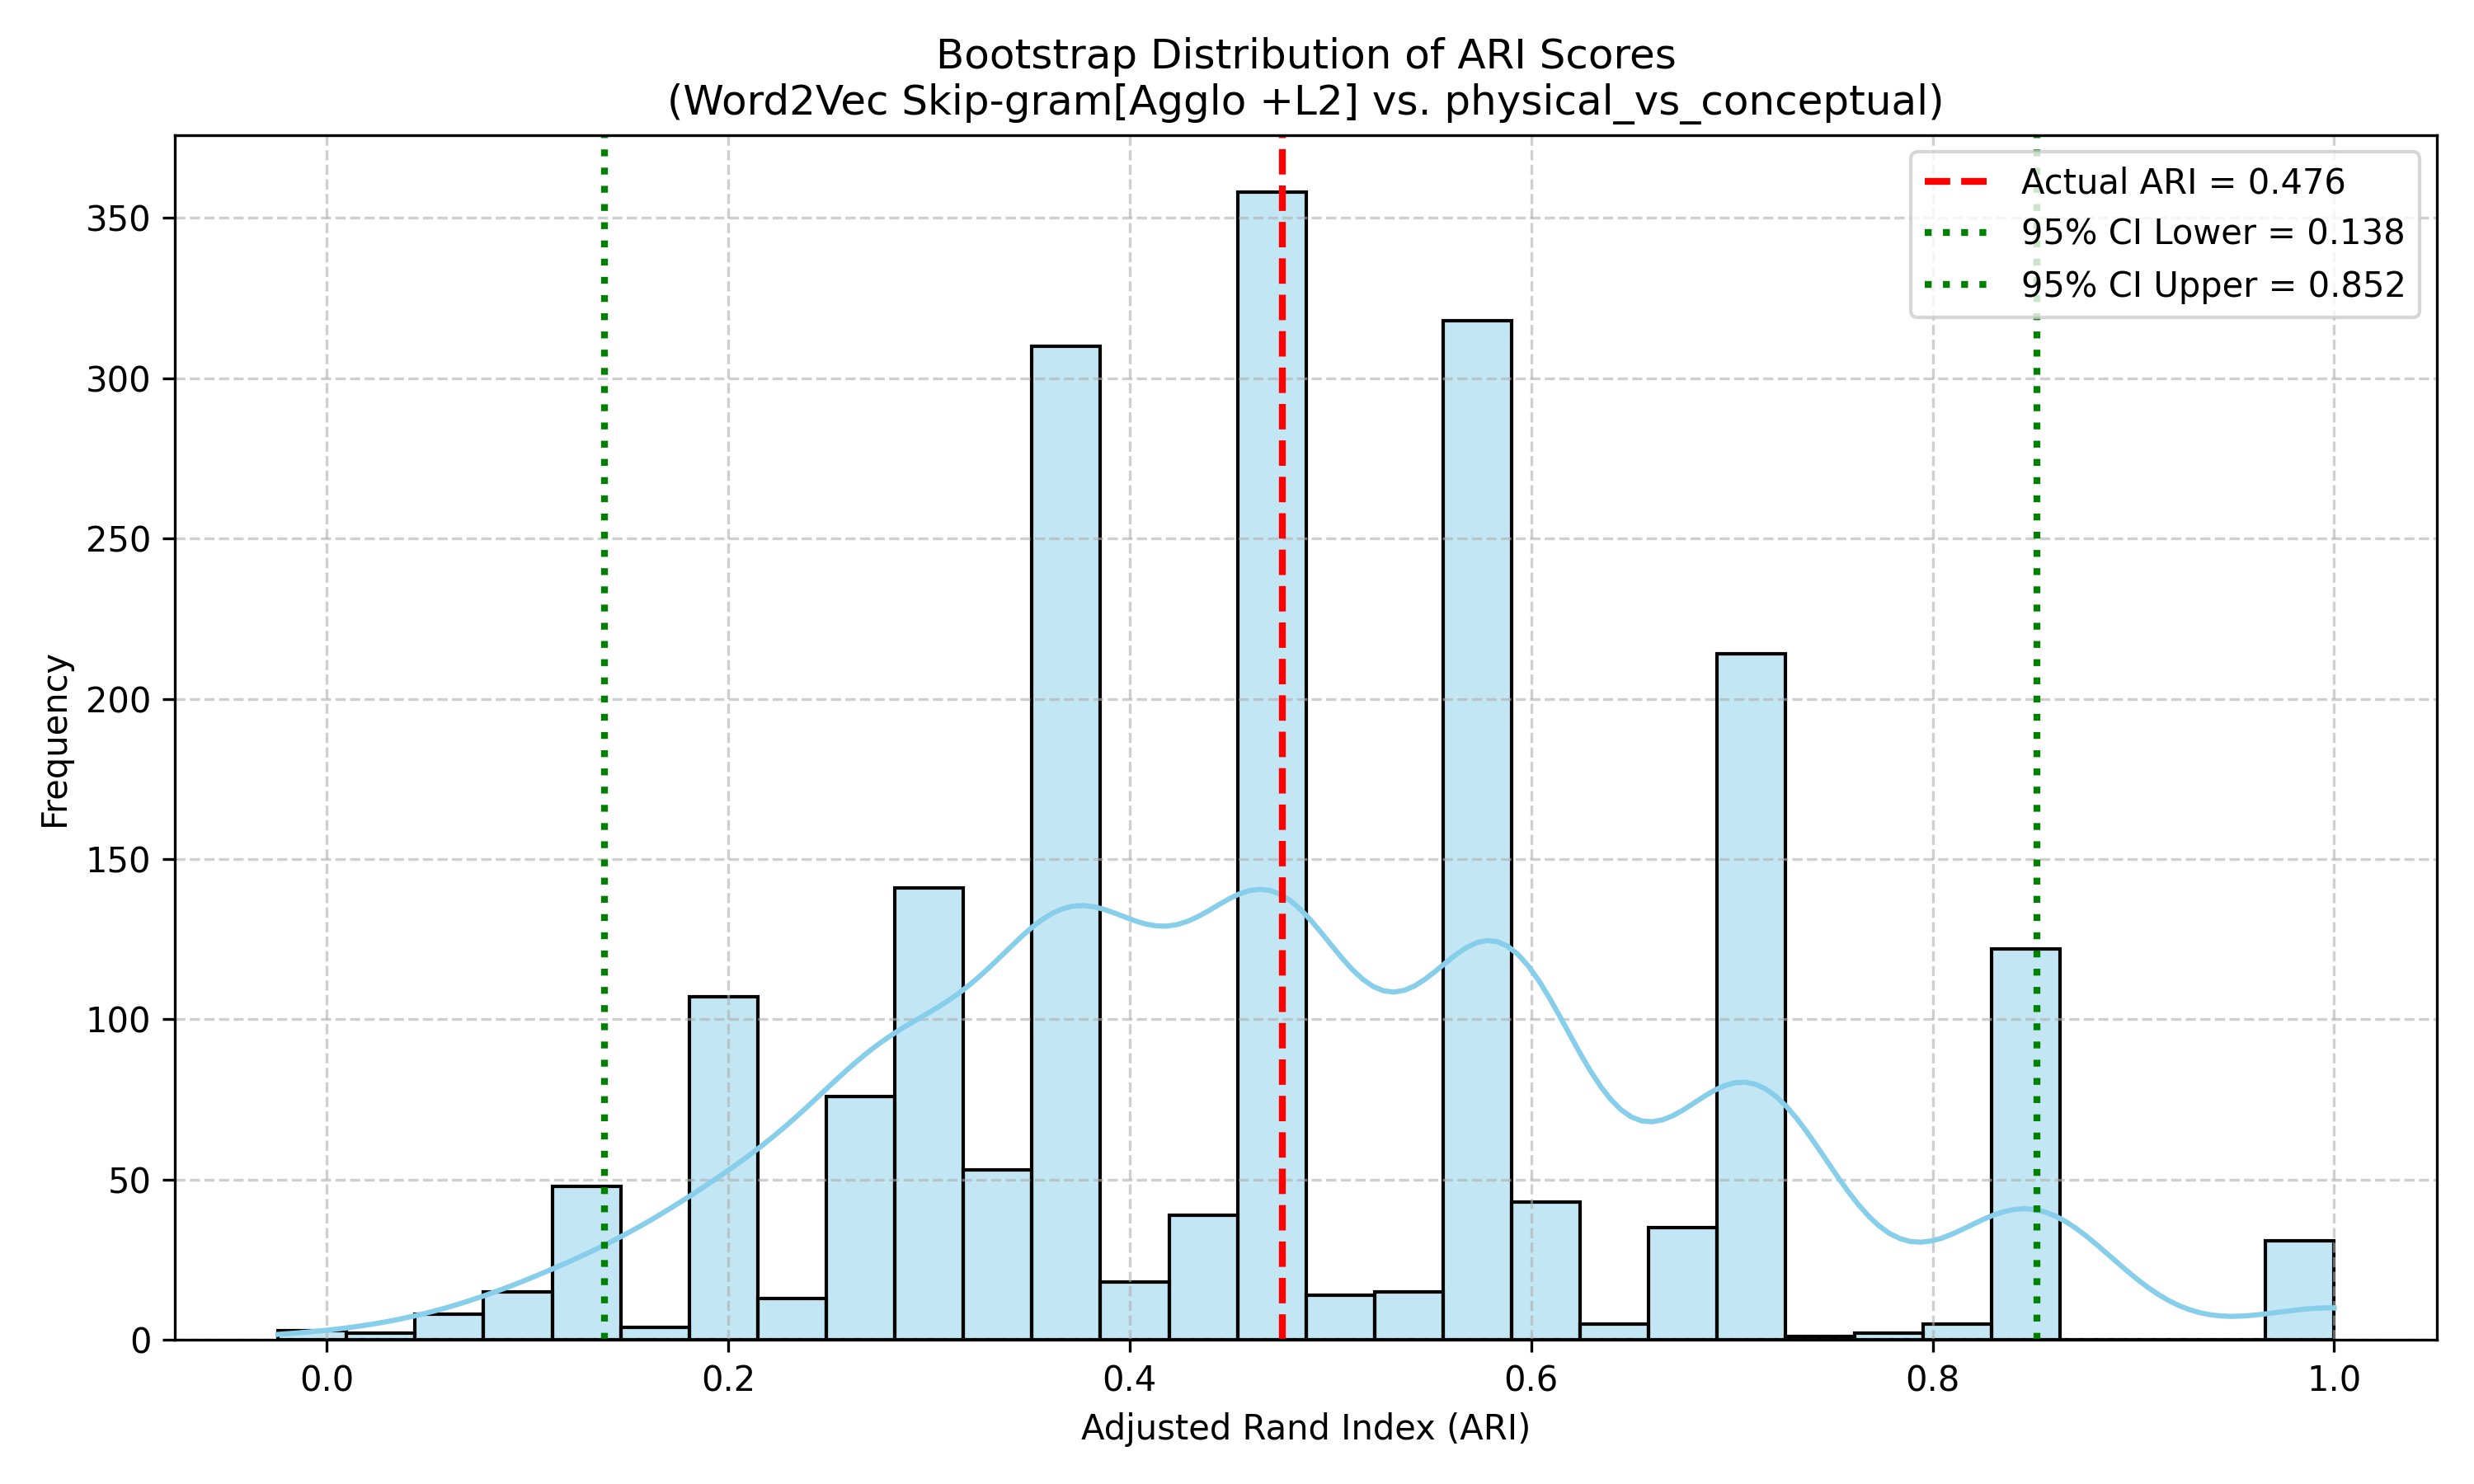 Bootstrap Distribution of ARI Scores
(Word2Vec Skip-gram[Agglo +L2] vs. physical_vs_conceptual)
Actual ARI = 0.476
95% CI Lower = 0.138
95% CI Upper = 0.852
Frequency
350
300
250
200
150
100
50
0
0.0 0.2 0.4 0.6 0.8 1.0
Adjusted Rand Index (ARI)